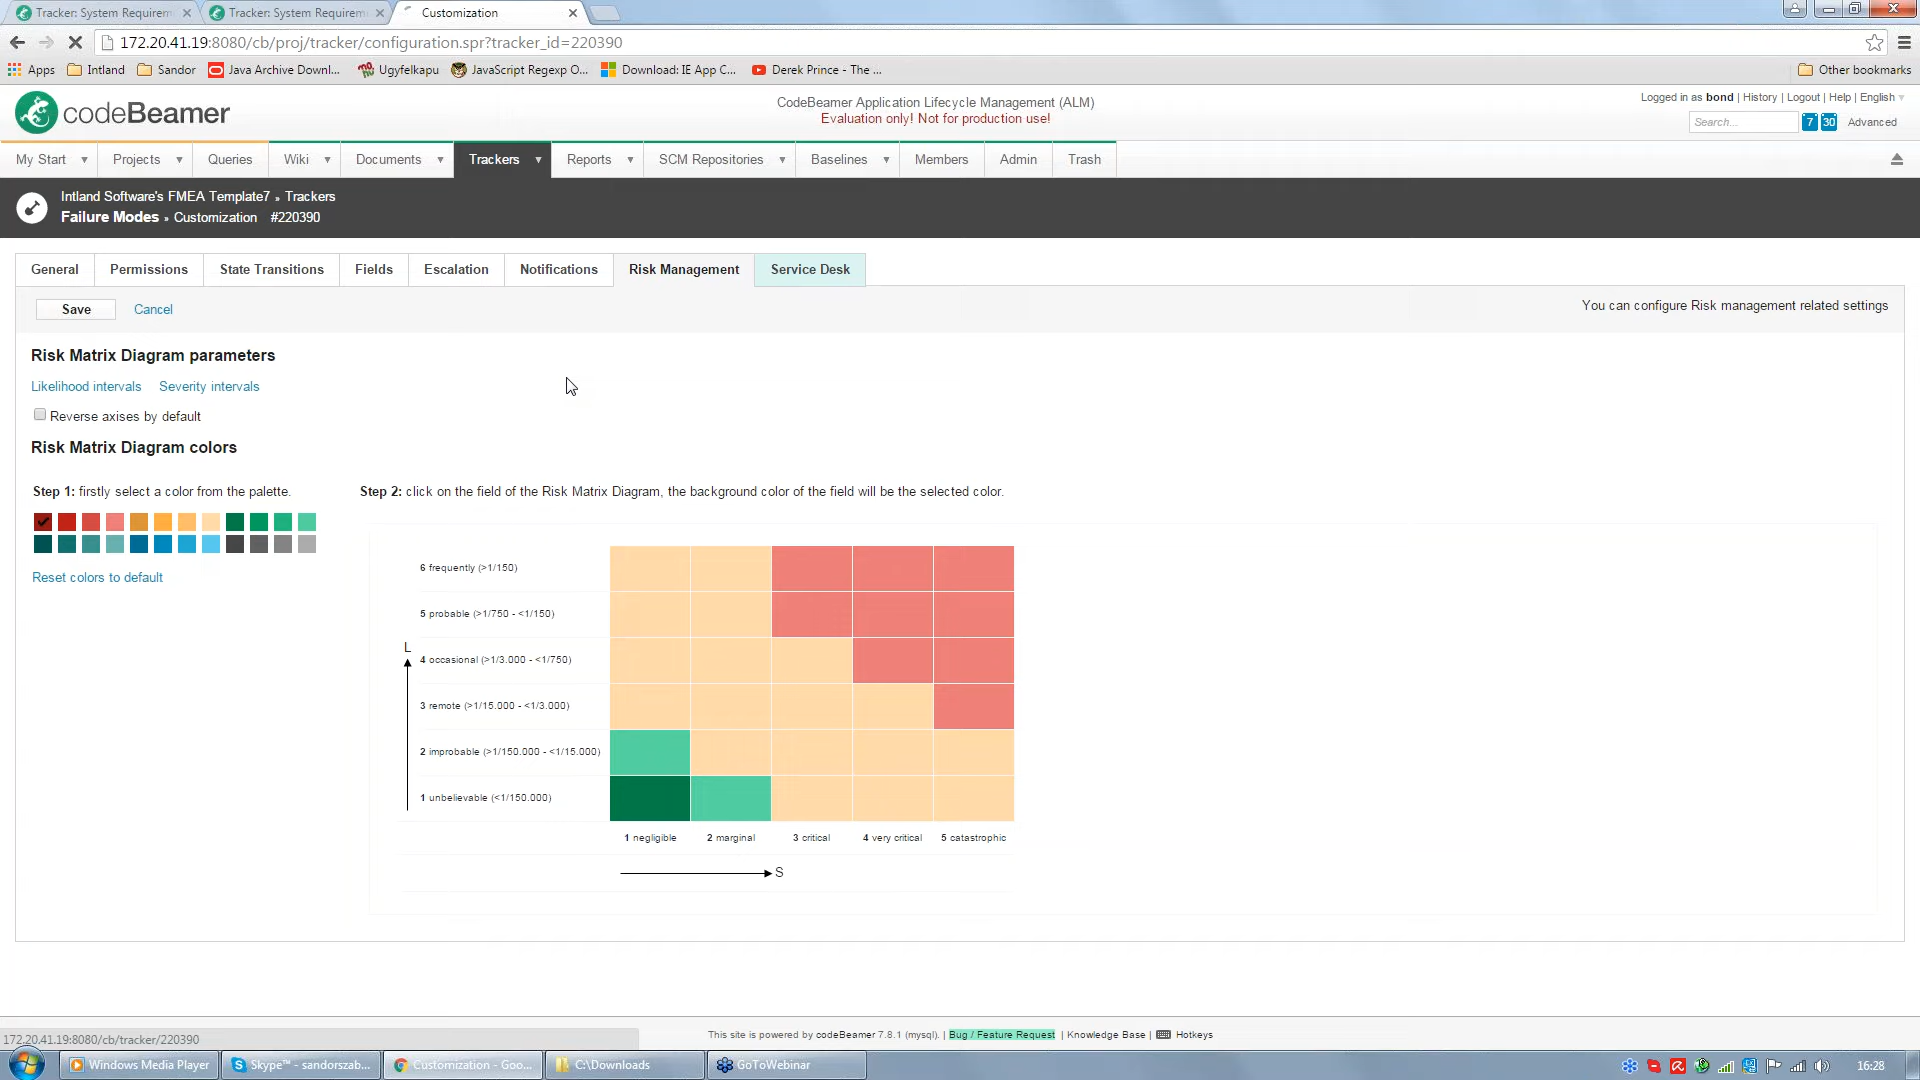 Tracker: System Requirem
Tracker: System Requirem
Customization
172.20.41.19:8080/cb/proj/tracker/configuration.spr?tracker_id=220390
Apps
Intland
Sandor
Java Archive Downl...
Ugyfelkapu
JavaScript Regexp O...
Download: IE App C...
Derek Prince - The ...
Other bookmarks
codeBeamer
CodeBeamer Application Lifecycle Management (ALM)
Evaluation only! Not for production use!
Logged in as bond | History | Logout | Help | English
Search...
7
30
Advanced
My Start
Projects
Queries
Wiki
Documents
Trackers
Reports
SCM Repositories
Baselines
Members
Admin
Trash
Intland Software's FMEA Template7 » Trackers
Failure Modes » Customization #220390
General
Permissions
State Transitions
Fields
Escalation
Notifications
Risk Management
Service Desk
Save
Cancel
You can configure Risk management related settings
Risk Matrix Diagram parameters
Likelihood intervals
Severity intervals
Reverse axises by default
Risk Matrix Diagram colors
Step 1: firstly select a color from the palette.
Step 2: click on the field of the Risk Matrix Diagram, the background color of the field will be the selected color.
Reset colors to default
6 frequently (>1/150)
5 probable (>1/750 - <1/150)
L
4 occasional (>1/3.000 - <1/750)
3 remote (>1/15.000 - <1/3.000)
2 improbable (>1/150.000 - <1/15.000)
1 unbelievable (<1/150.000)
1 negligible
2 marginal
3 critical
4 very critical
5 catastrophic
S
This site is powered by codeBeamer 7.8.1 (mysql). | Bug / Feature Request | Knowledge Base | Hotkeys
172.20.41.19:8080/cb/tracker/220390
Windows Media Player
Skype™ - sandorszab...
Customization - Goo...
C:\Downloads
GoToWebinar
16:28